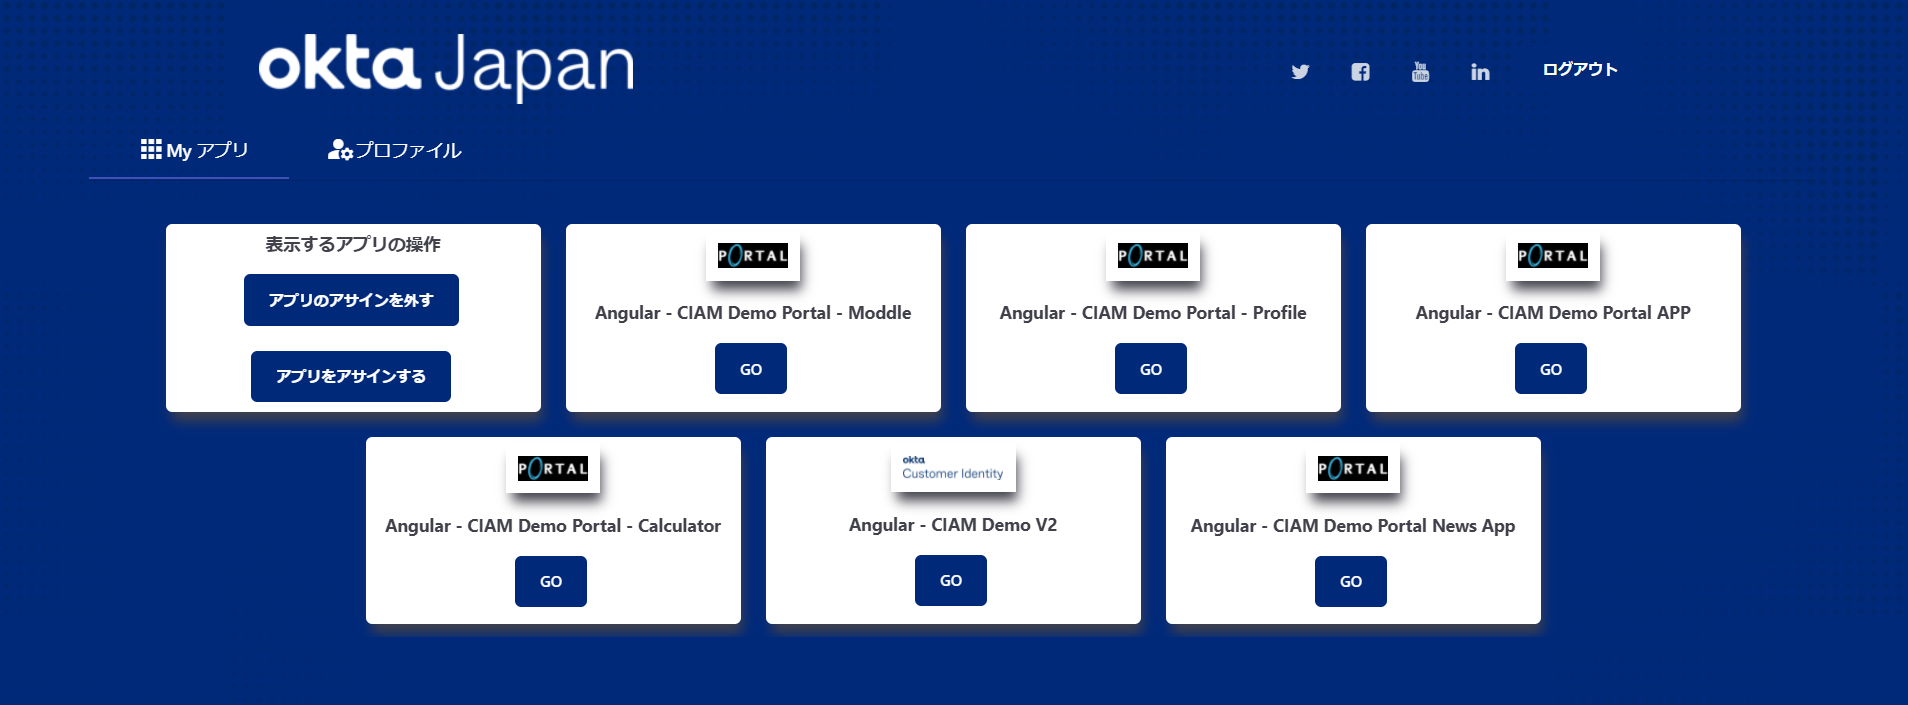 okta Japan
ログアウト
My アプリ
プロファイル
表示するアプリの操作
アプリのアサインを外す
アプリをアサインする
PORTAL
Angular - CIAM Demo Portal - Moddle
GO
PORTAL
Angular - CIAM Demo Portal - Profile
GO
PORTAL
Angular - CIAM Demo Portal APP
GO
PORTAL
Angular - CIAM Demo Portal - Calculator
GO
okta
Customer Identity
Angular - CIAM Demo V2
GO
PORTAL
Angular - CIAM Demo Portal News App
GO